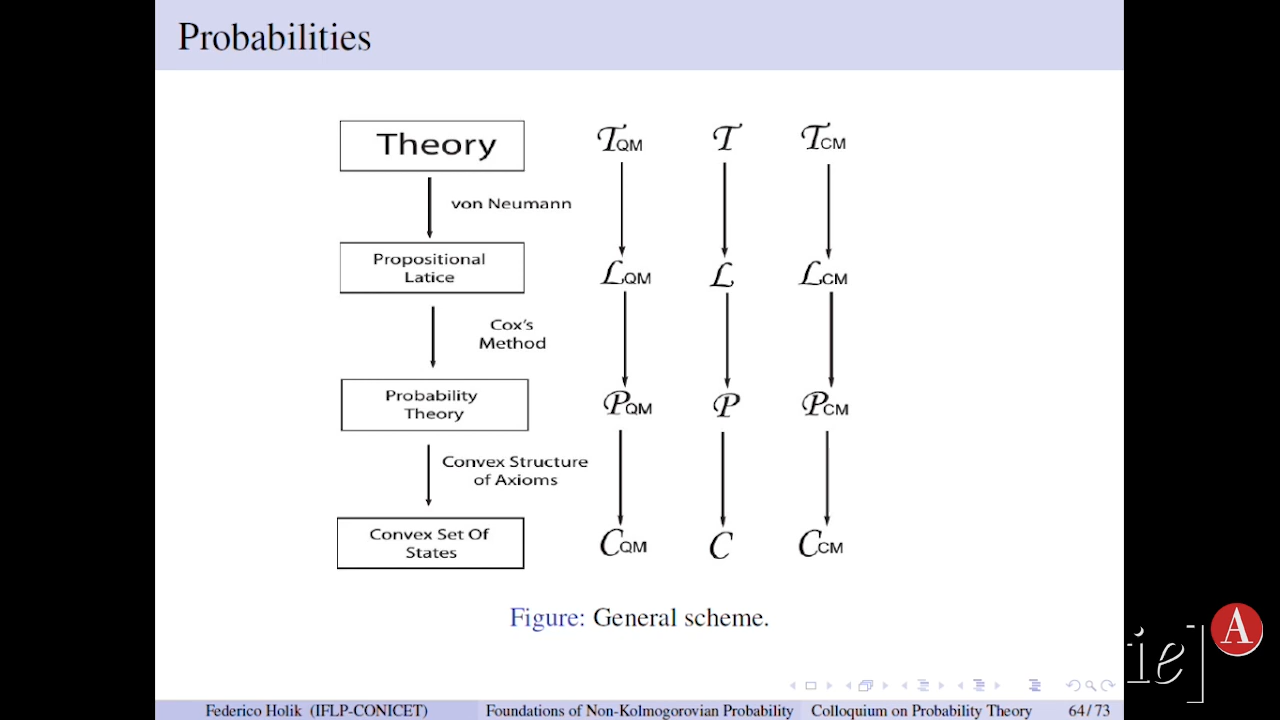 Probabilities
Theory
von Neumann
Propositional
Latice
Cox's
Method
Probability
Theory
Convex Structure
of Axioms
Convex Set Of
States
𝒯QM 𝒯 𝒯CM
ℒQM ℒ ℒCM
𝒫QM 𝒫 𝒫CM
𝒞QM 𝒞 𝒞CM
Figure: General scheme.
ie] A
Federico Holik (IFLP-CONICET) Foundations of Non-Kolmogorovian Probability Colloquium on Probability Theory 64/73